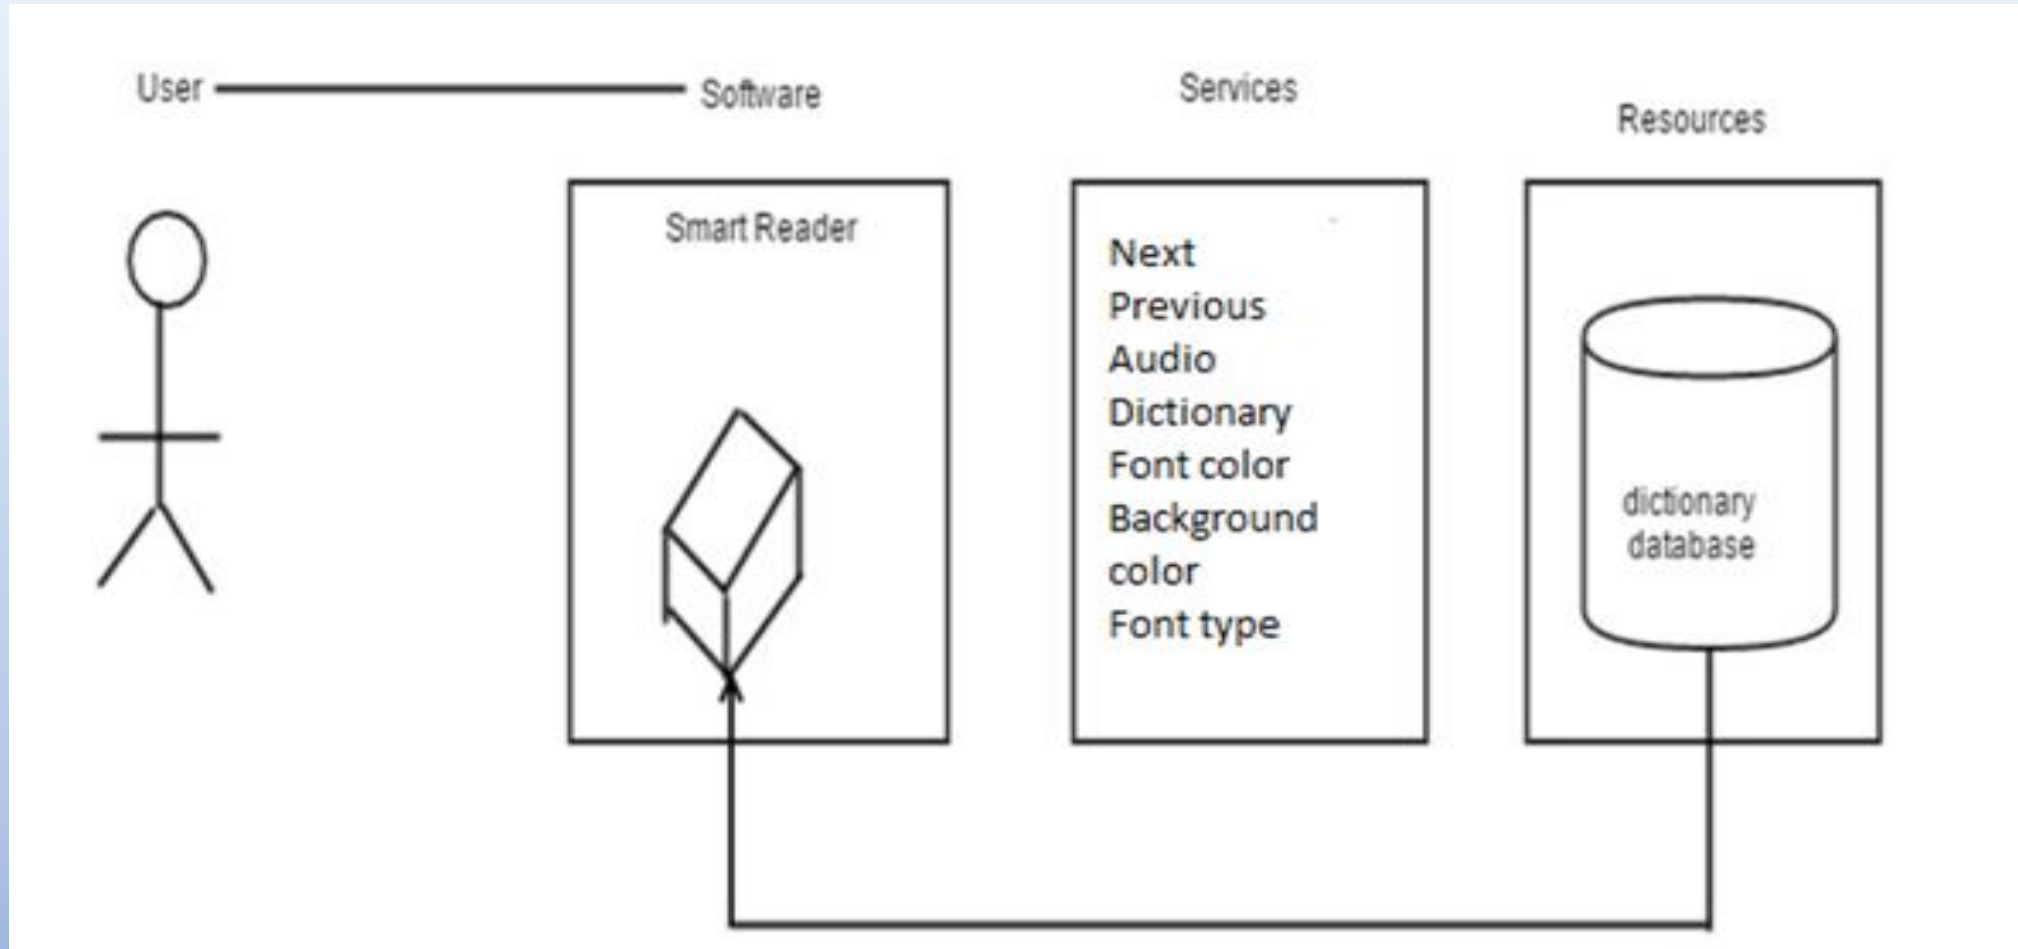 User
Software
Services
Resources
Smart Reader
Next
Previous
Audio
Dictionary
Font color
Background
color
Font type
dictionary
database